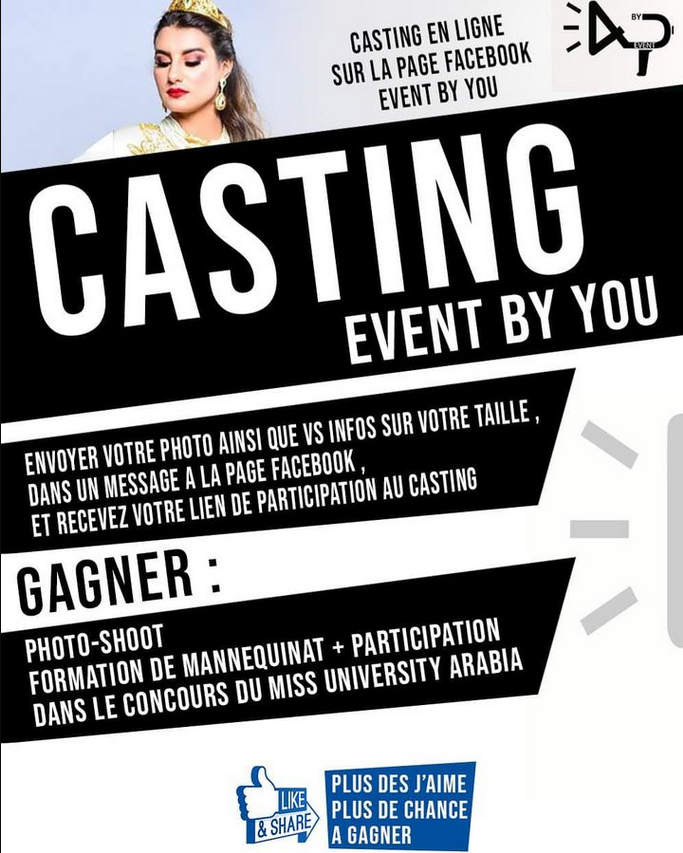 CASTING EN LIGNE
SUR LA PAGE FACEBOOK
EVENT BY YOU
BY
EVENT
CASTING
EVENT BY YOU
ENVOYER VOTRE PHOTO AINSI QUE VS INFOS SUR VOTRE TAILLE ,
DANS UN MESSAGE A LA PAGE FACEBOOK ,
ET RECEVEZ VOTRE LIEN DE PARTICIPATION AU CASTING
GAGNER :
PHOTO-SHOOT
FORMATION DE MANNEQUINAT + PARTICIPATION
DANS LE CONCOURS DU MISS UNIVERSITY ARABIA
LIKE
& SHARE
PLUS DES J'AIME
PLUS DE CHANCE
A GAGNER